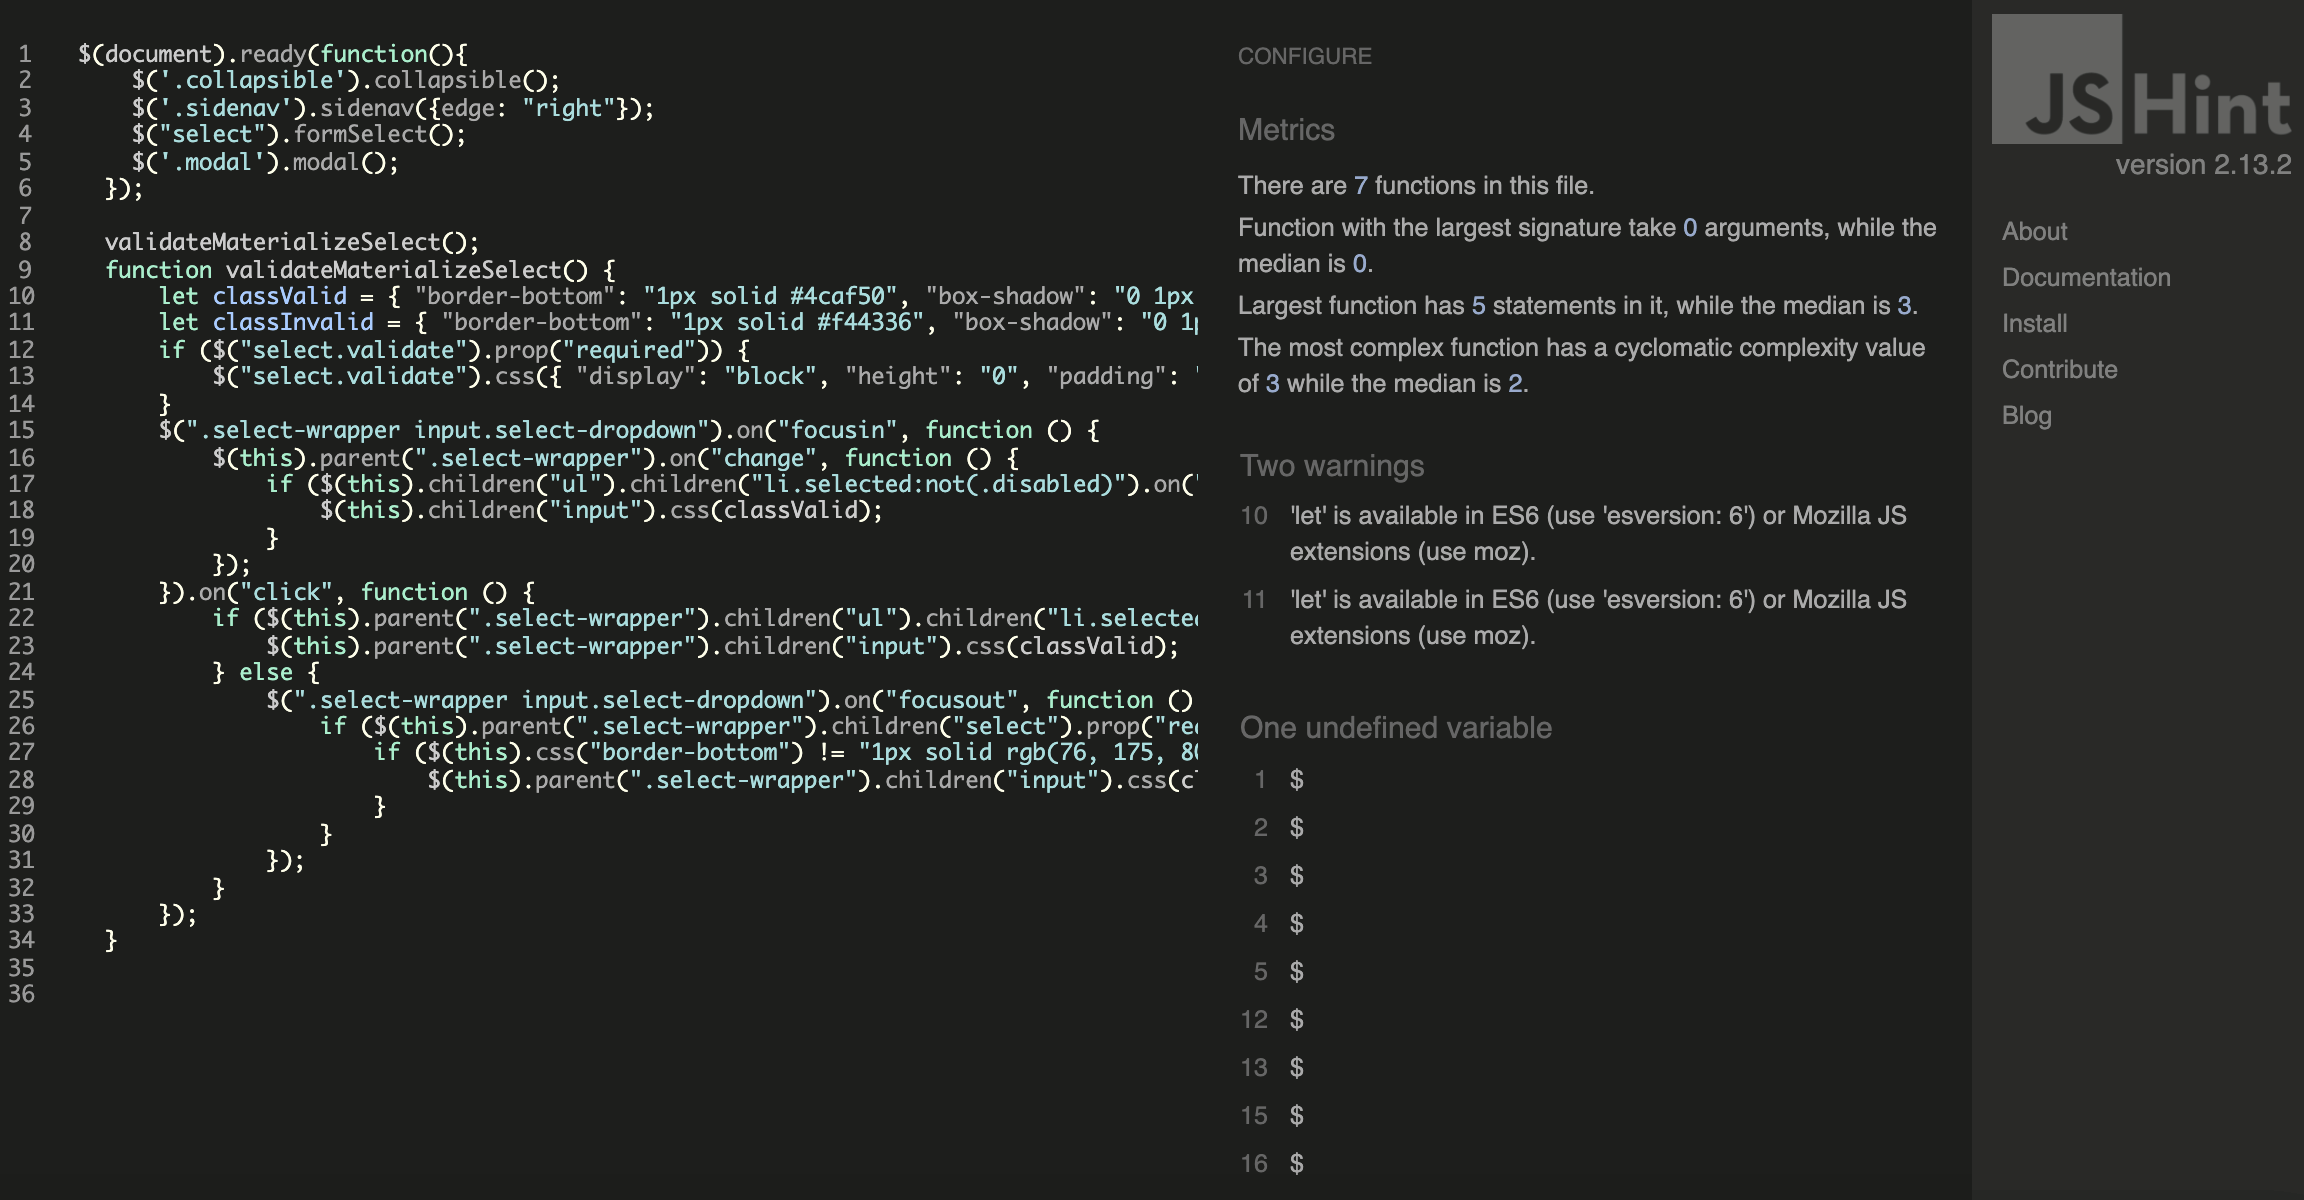 1 $(document).ready(function(){
2 $('.collapsible').collapsible();
3 $('.sidenav').sidenav({edge: "right"});
4 $("select").formSelect();
5 $('.modal').modal();
6 });
7
8 validateMaterializeSelect();
9 function validateMaterializeSelect() {
10 let classValid = { "border-bottom": "1px solid #4caf50", "box-shadow": "0 1px
11 let classInvalid = { "border-bottom": "1px solid #f44336", "box-shadow": "0 1p
12 if ($("select.validate").prop("required")) {
13 $("select.validate").css({ "display": "block", "height": "0", "padding": "
14 }
15 $(".select-wrapper input.select-dropdown").on("focusin", function () {
16 $(this).parent(".select-wrapper").on("change", function () {
17 if ($(this).children("ul").children("li.selected:not(.disabled)").on("
18 $(this).children("input").css(classValid);
19 }
20 });
21 }).on("click", function () {
22 if ($(this).parent(".select-wrapper").children("ul").children("li.selected
23 $(this).parent(".select-wrapper").children("input").css(classValid);
24 } else {
25 $(".select-wrapper input.select-dropdown").on("focusout", function ()
26 if ($(this).parent(".select-wrapper").children("select").prop("req
27 if ($(this).css("border-bottom") != "1px solid rgb(76, 175, 80
28 $(this).parent(".select-wrapper").children("input").css(cl
29 }
30 }
31 });
32 }
33 });
34 }
35
36
CONFIGURE
Metrics
There are 7 functions in this file.
Function with the largest signature take 0 arguments, while the
median is 0.
Largest function has 5 statements in it, while the median is 3.
The most complex function has a cyclomatic complexity value
of 3 while the median is 2.
Two warnings
10 'let' is available in ES6 (use 'esversion: 6') or Mozilla JS
extensions (use moz).
11 'let' is available in ES6 (use 'esversion: 6') or Mozilla JS
extensions (use moz).
One undefined variable
1 $
2 $
3 $
4 $
5 $
12 $
13 $
15 $
16 $
JSHint
version 2.13.2
About
Documentation
Install
Contribute
Blog